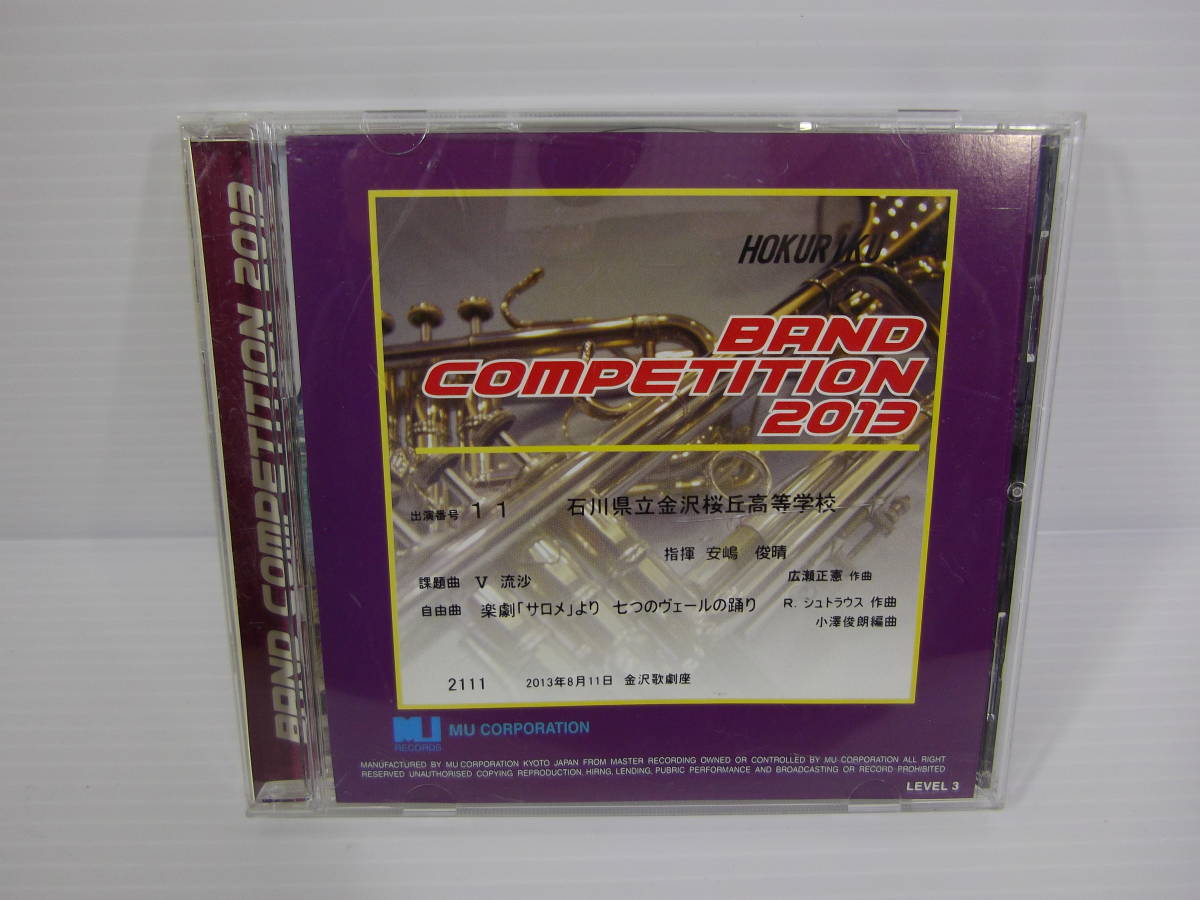 BAND COMPETITION 2013
HOKURIKU
BAND
COMPETITION
2013
出演番号 11 石川県立金沢桜丘高等学校
指揮 安嶋 俊晴
課題曲 V 流沙 広瀬正憲 作曲
自由曲 楽劇「サロメ」より 七つのヴェールの踊り R. シュトラウス 作曲
小澤俊朗編曲
2111 2013年8月11日 金沢歌劇座
MU RECORDS MU CORPORATION
MANUFACTURED BY MU CORPORATION KYOTO JAPAN FROM MASTER RECORDING OWNED OR CONTROLLED BY MU CORPORATION ALL RIGHT
RESERVED UNAUTHORISED COPYING REPRODUCTION, HIRNG, LENDING, PUBRIC PERFORMANCE AND BROADCASTING OR RECORD PROHIBITED
LEVEL 3